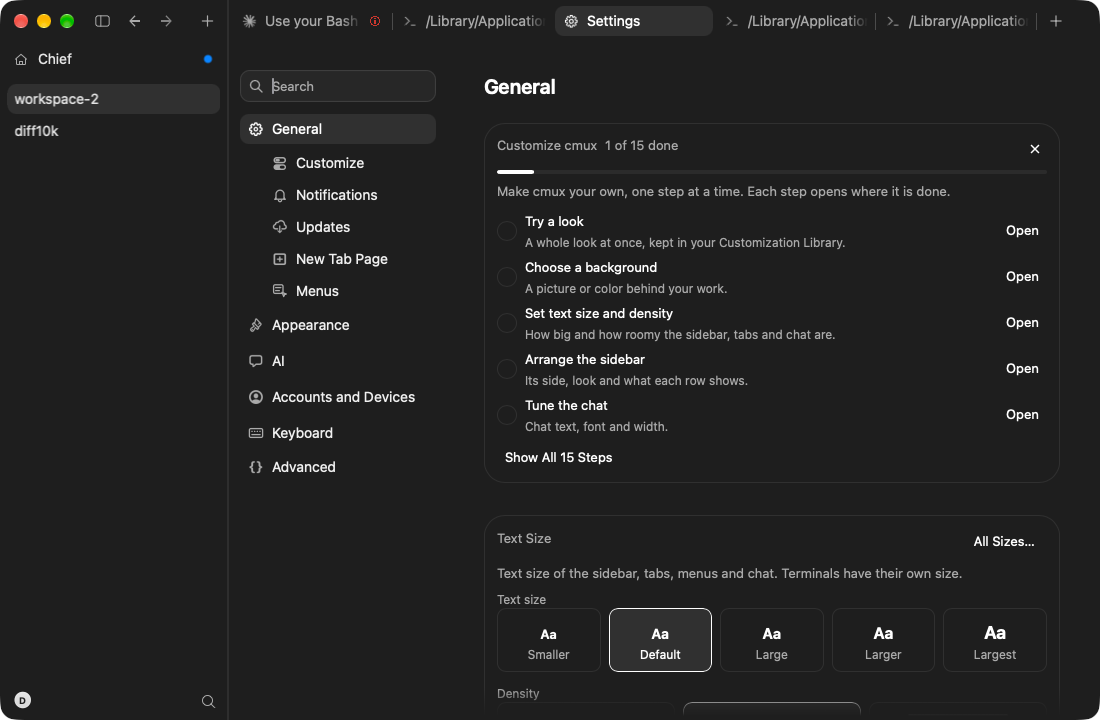 Use your Bash
/Library/Applicatio
Settings
/Library/Applicatio
/Library/Applicatio
Chief
workspace-2
diff10k
D
Search
General
Customize
Notifications
Updates
New Tab Page
Menus
Appearance
AI
Accounts and Devices
Keyboard
Advanced
General
Customize cmux 1 of 15 done
Make cmux your own, one step at a time. Each step opens where it is done.
Try a look
A whole look at once, kept in your Customization Library.
Open
Choose a background
A picture or color behind your work.
Open
Set text size and density
How big and how roomy the sidebar, tabs and chat are.
Open
Arrange the sidebar
Its side, look and what each row shows.
Open
Tune the chat
Chat text, font and width.
Open
Show All 15 Steps
Text Size
All Sizes...
Text size of the sidebar, tabs, menus and chat. Terminals have their own size.
Text size
Aa Aa Aa Aa Aa
Smaller Default Large Larger Largest
Density